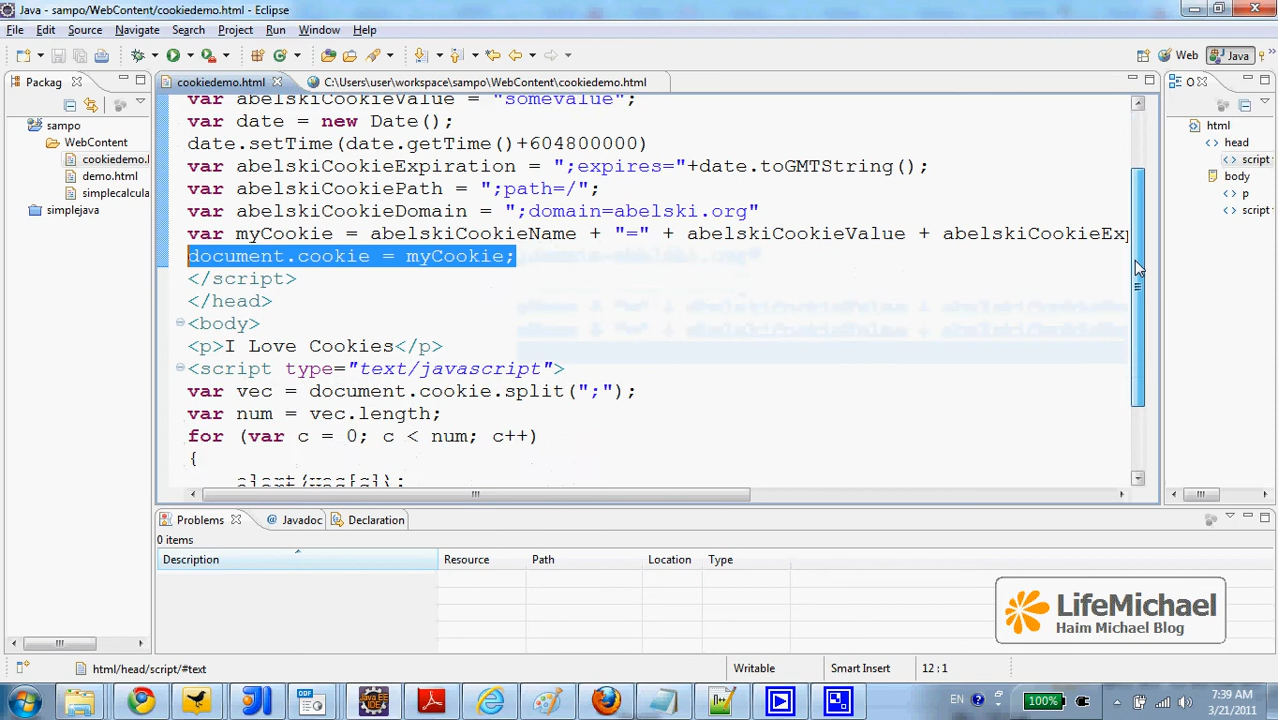 Java - sampo/WebContent/cookiedemo.html - Eclipse
File Edit Source Navigate Search Project Run Window Help
Web Java
Packag
cookiedemo.html
C:\Users\user\workspace\sampo\WebContent\cookiedemo.html
O
sampo
WebContent
cookiedemo.l
demo.html
simplecalcula
simplejava
var abelskiCookieValue = "somevalue";
var date = new Date();
date.setTime(date.getTime()+604800000)
var abelskiCookieExpiration = ";expires="+date.toGMTString();
var abelskiCookiePath = ";path=/";
var abelskiCookieDomain = ";domain=abelski.org"
var myCookie = abelskiCookieName + "=" + abelskiCookieValue + abelskiCookieExp
document.cookie = myCookie;
</script>
</head>
<body>
<p>I Love Cookies</p>
<script type="text/javascript">
var vec = document.cookie.split(";");
var num = vec.length;
for (var c = 0; c < num; c++)
{
alert(vec[c]);
html
head
script
body
p
script
Problems
@ Javadoc
Declaration
0 items
Description Resource Path Location Type
LifeMichael
Haim Michael Blog
html/head/script/#text
Writable
Smart Insert
12 : 1
EN
100%
7:39 AM
3/21/2011